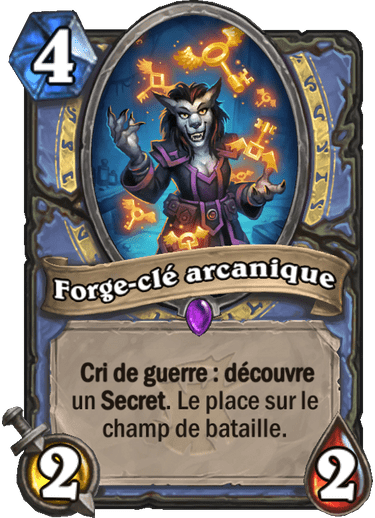 4
Forge-clé arcanique
Cri de guerre : découvre
un Secret. Le place sur le
champ de bataille.
2
2